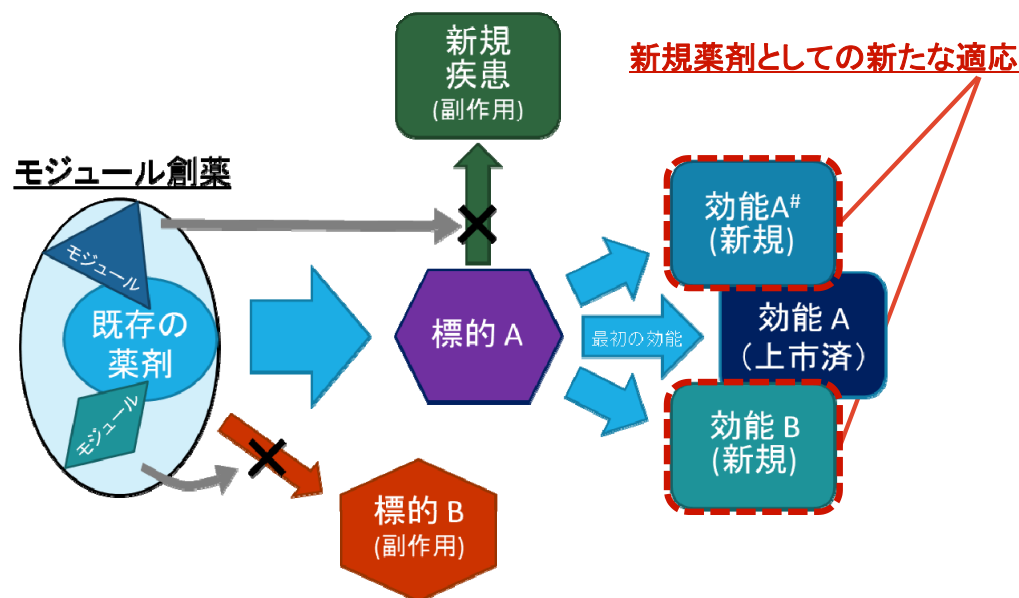 新規
疾患
(副作用)
新規薬剤としての新たな適応
モジュール創薬
モジュール
既存の
薬剤
モジュール
標的 A
最初の効能
効能A#
(新規)
効能 A
（上市済）
効能 B
(新規)
標的 B
(副作用)